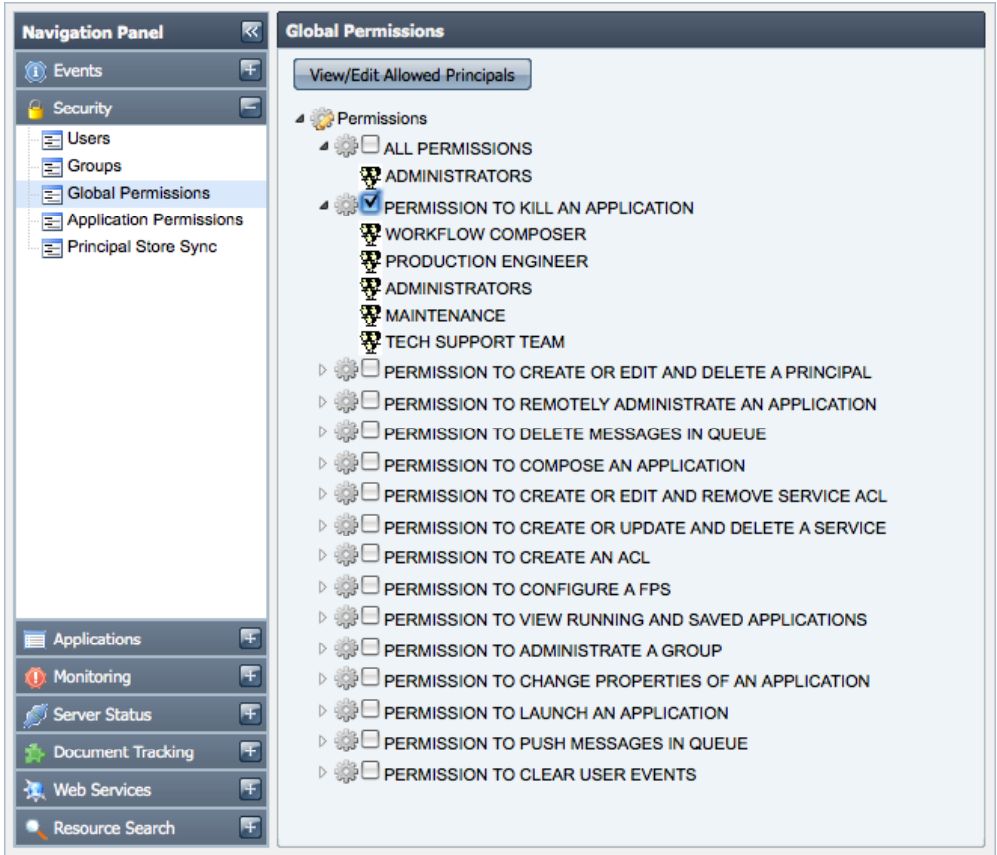 Navigation Panel
Events
Security
Users
Groups
Global Permissions
Application Permissions
Principal Store Sync
Applications
Monitoring
Server Status
Document Tracking
Web Services
Resource Search
Global Permissions
View/Edit Allowed Principals
Permissions
ALL PERMISSIONS
ADMINISTRATORS
PERMISSION TO KILL AN APPLICATION
WORKFLOW COMPOSER
PRODUCTION ENGINEER
ADMINISTRATORS
MAINTENANCE
TECH SUPPORT TEAM
PERMISSION TO CREATE OR EDIT AND DELETE A PRINCIPAL
PERMISSION TO REMOTELY ADMINISTRATE AN APPLICATION
PERMISSION TO DELETE MESSAGES IN QUEUE
PERMISSION TO COMPOSE AN APPLICATION
PERMISSION TO CREATE OR EDIT AND REMOVE SERVICE ACL
PERMISSION TO CREATE OR UPDATE AND DELETE A SERVICE
PERMISSION TO CREATE AN ACL
PERMISSION TO CONFIGURE A FPS
PERMISSION TO VIEW RUNNING AND SAVED APPLICATIONS
PERMISSION TO ADMINISTRATE A GROUP
PERMISSION TO CHANGE PROPERTIES OF AN APPLICATION
PERMISSION TO LAUNCH AN APPLICATION
PERMISSION TO PUSH MESSAGES IN QUEUE
PERMISSION TO CLEAR USER EVENTS